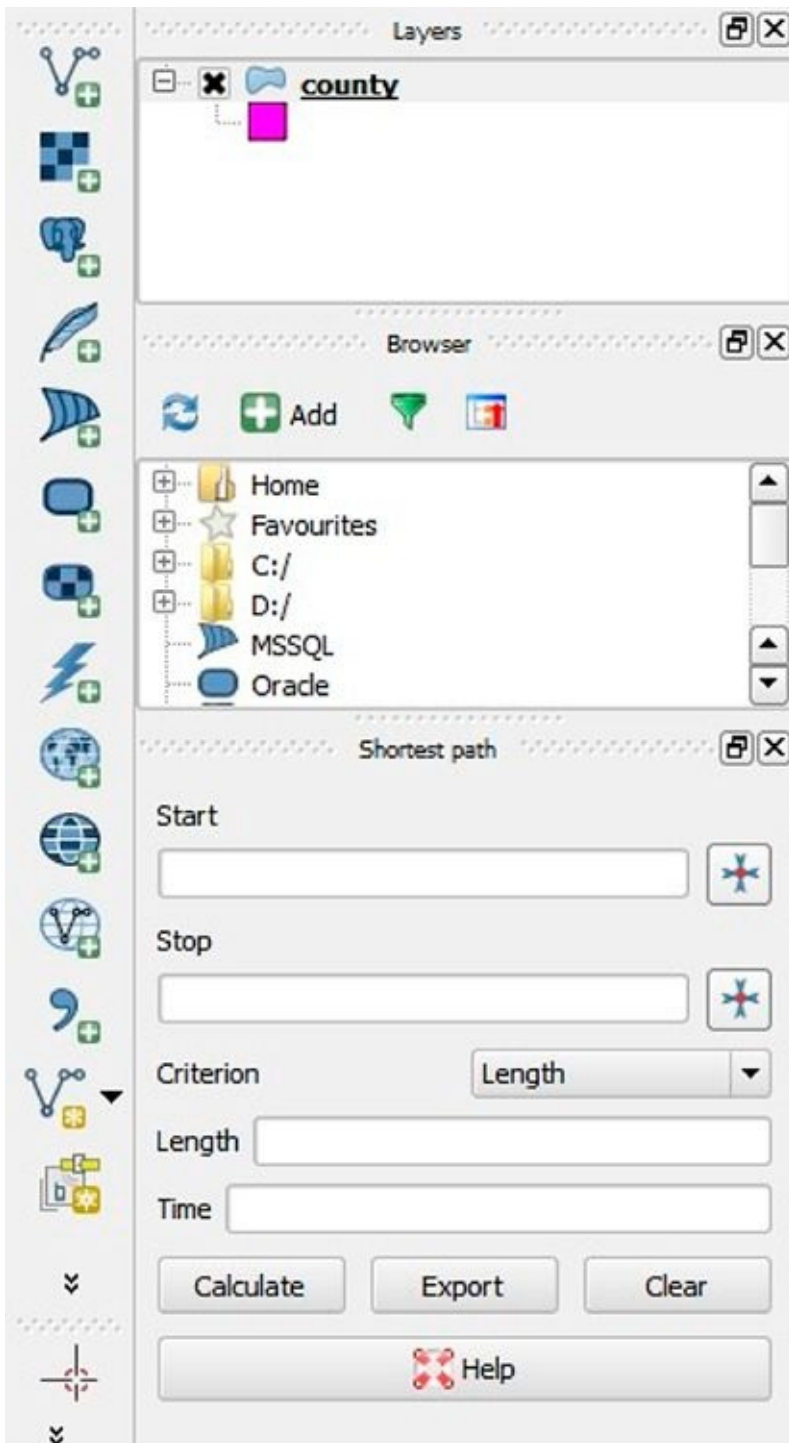 Layers
county
Browser
Add
Home
Favourites
C:/
D:/
MSSQL
Oracle
Shortest path
Start
Stop
Criterion Length
Length
Time
Calculate Export Clear
Help